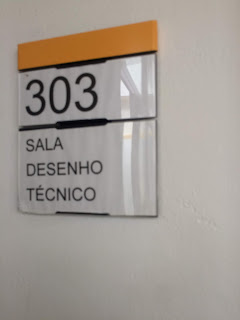 303
SALA
DESENHO
TÉCNICO